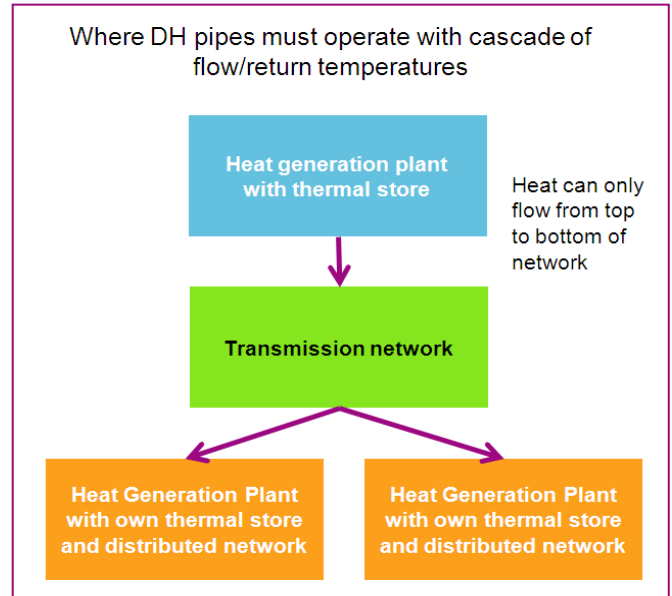 Where DH pipes must operate with cascade of
flow/return temperatures
Heat generation plant
with thermal store
Heat can only
flow from top
to bottom of
network
Transmission network
Heat Generation Plant
with own thermal store
and distributed network
Heat Generation Plant
with own thermal store
and distributed network